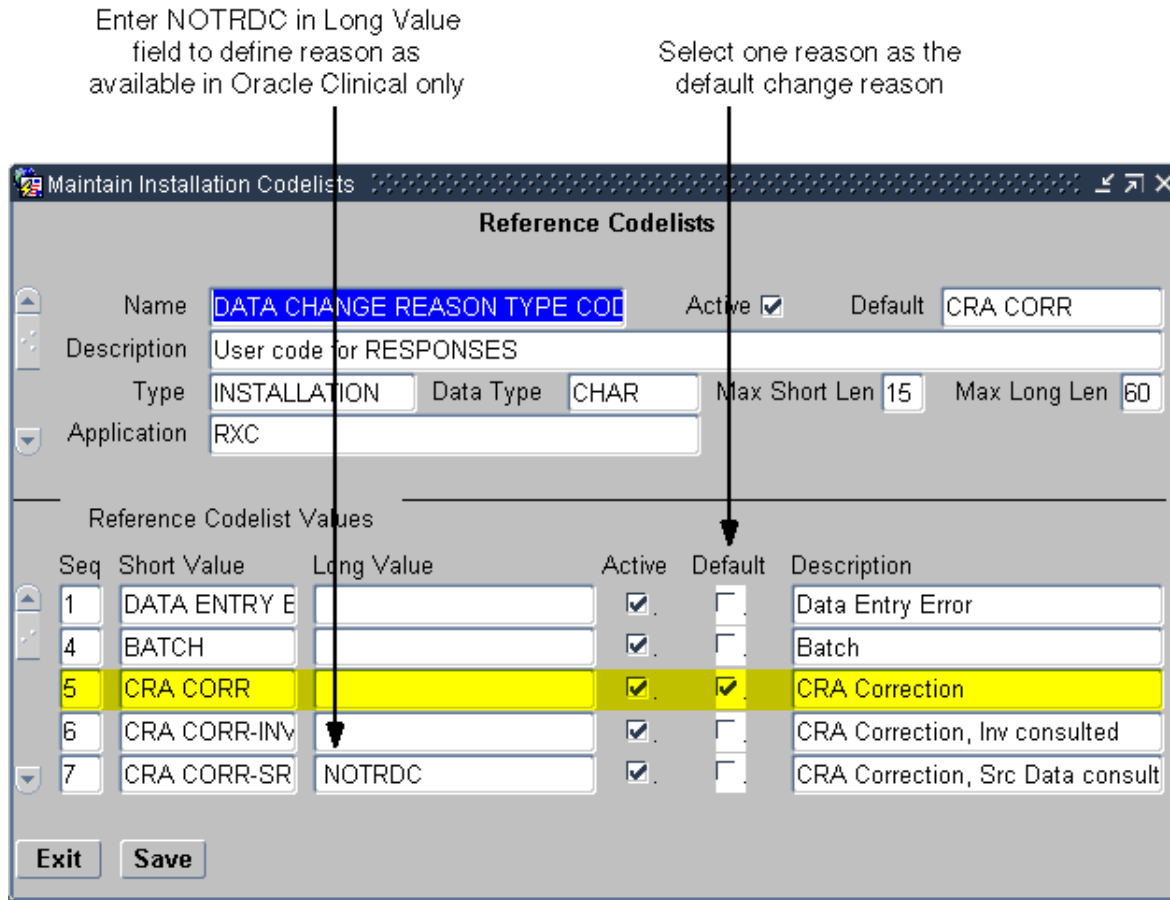 Enter NOTRDC in Long Value
field to define reason as
available in Oracle Clinical only
Select one reason as the
default change reason
Maintain Installation Codelists
Reference Codelists
Name DATA CHANGE REASON TYPE COD Active Default CRA CORR
Description User code for RESPONSES
Type INSTALLATION Data Type CHAR Max Short Len 15 Max Long Len 60
Application RXC
Reference Codelist Values
Seq Short Value Long Value Active Default Description
1 DATA ENTRY E Data Entry Error
4 BATCH Batch
5 CRA CORR CRA Correction
6 CRA CORR-INV CRA Correction, Inv consulted
7 CRA CORR-SR NOTRDC CRA Correction, Src Data consult
Exit Save